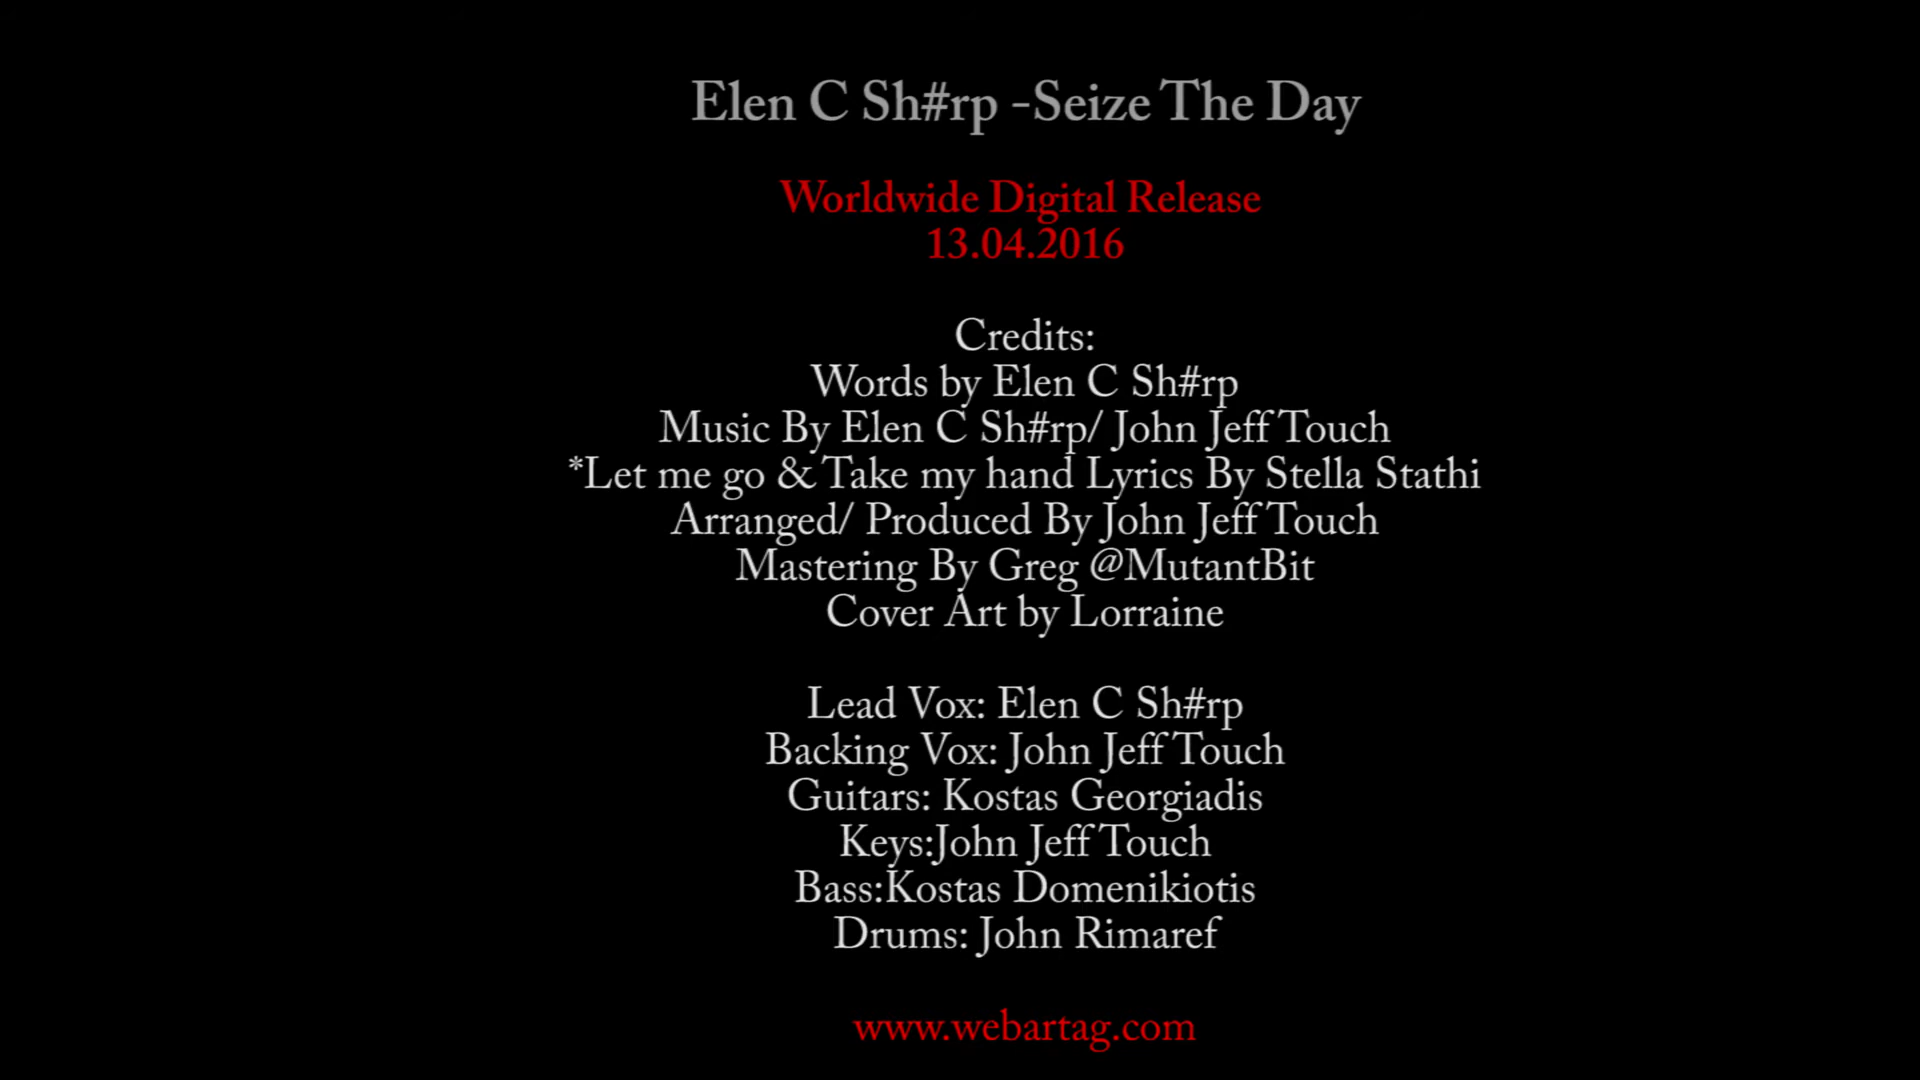 Elen C Sh#rp -Seize The Day
Worldwide Digital Release
13.04.2016
Credits:
Words by Elen C Sh#rp
Music By Elen C Sh#rp/ John Jeff Touch
*Let me go & Take my hand Lyrics By Stella Stathi
Arranged/ Produced By John Jeff Touch
Mastering By Greg @MutantBit
Cover Art by Lorraine
Lead Vox: Elen C Sh#rp
Backing Vox: John Jeff Touch
Guitars: Kostas Georgiadis
Keys:John Jeff Touch
Bass:Kostas Domenikiotis
Drums: John Rimaref
www.webartag.com